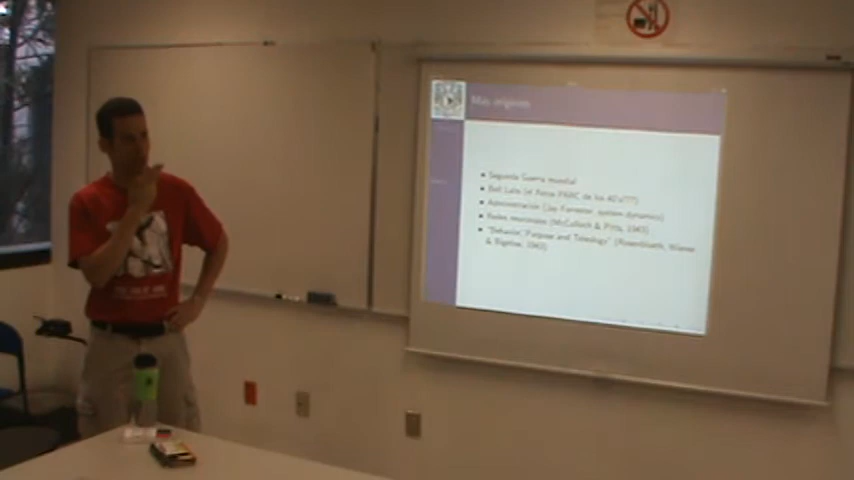 Más orígenes
Segunda Guerra mundial
Bell Labs (el Xerox PARC de los 40's???)
Administración (Jay Forrester, system dynamics)
Redes neuronales (McCulloch & Pitts, 1943)
"Behavior, Purpose and Teleology" (Rosenblueth, Wiener
& Bigelow, 1943)